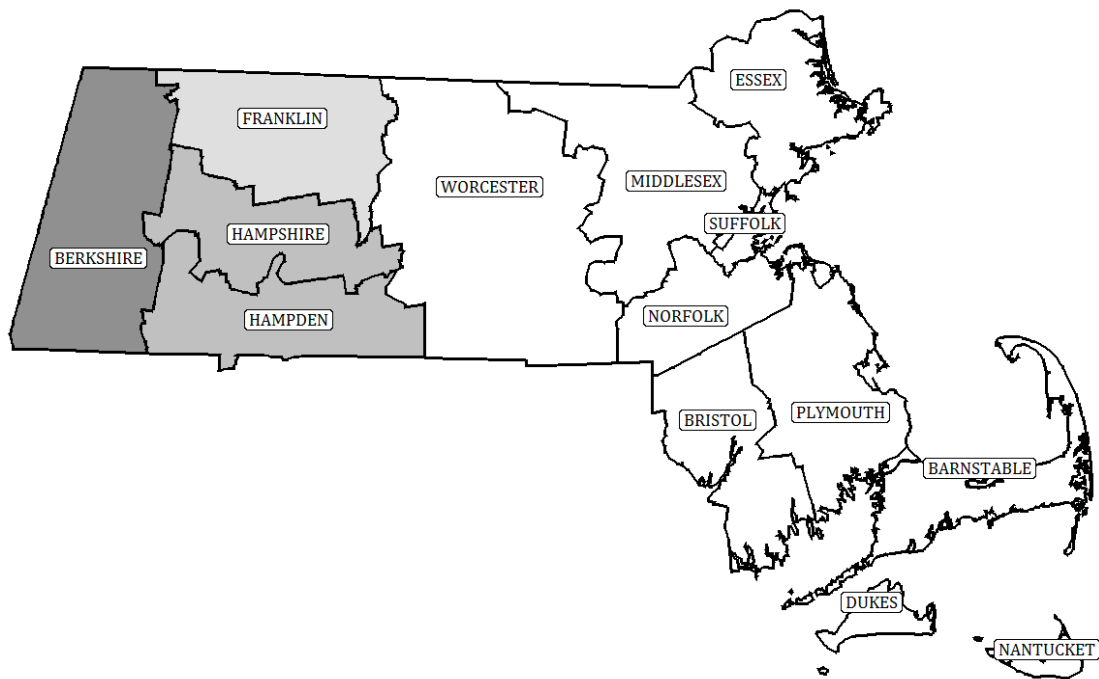 ESSEX
FRANKLIN
MIDDLESEX
WORCESTER
SUFFOLK
HAMPSHIRE
BERKSHIRE
NORFOLK
HAMPDEN
PLYMOUTH
BRISTOL
BARNSTABLE
DUKES
NANTUCKET